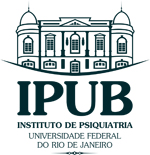 IPUB
INSTITUTO DE PSIQUIATRIA
UNIVERSIDADE FEDERAL
DO RIO DE JANEIRO